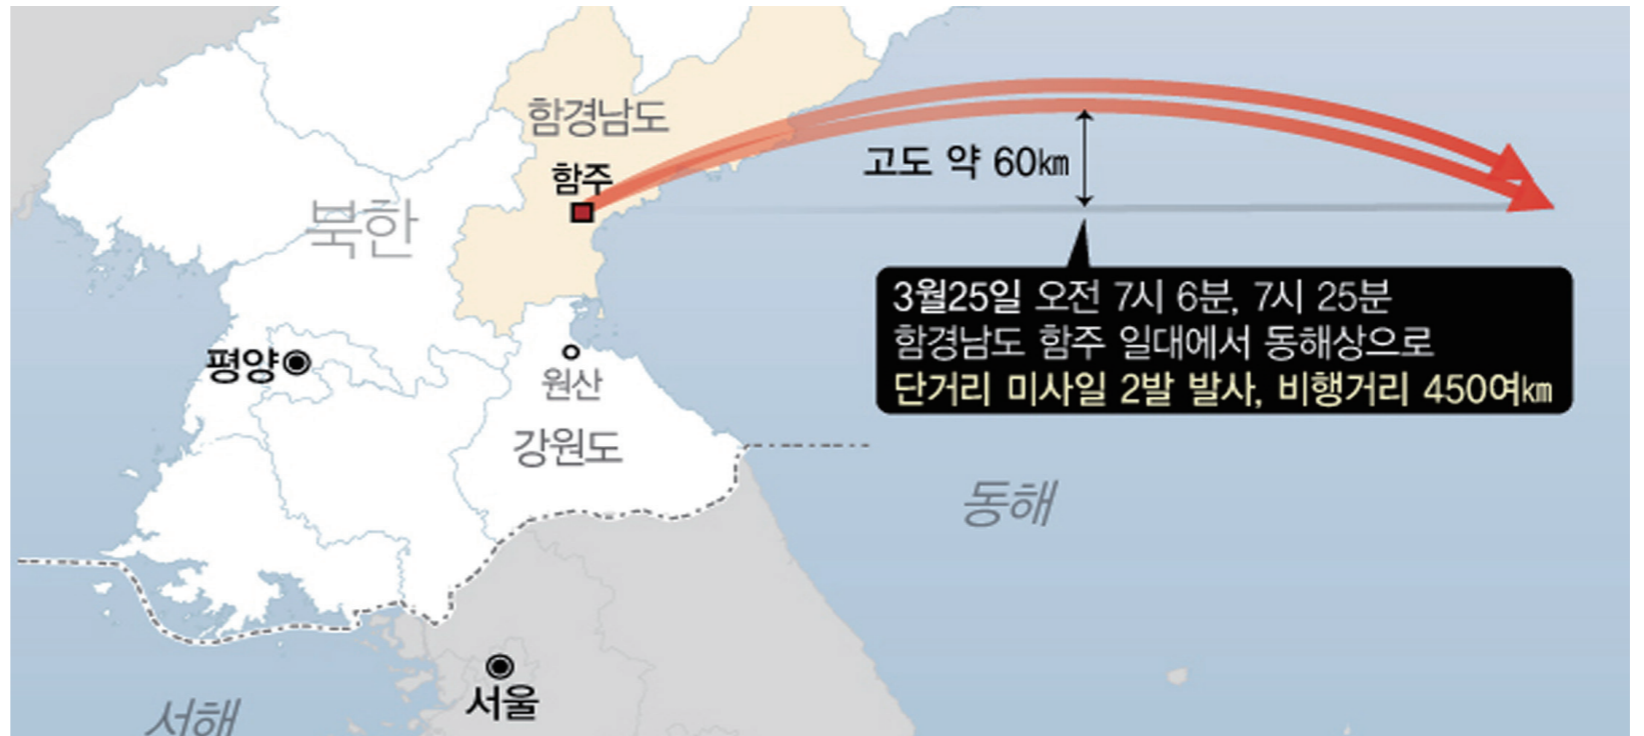 함경남도
함주
고도 약 60㎞
북한
3월25일 오전 7시 6분, 7시 25분
함경남도 함주 일대에서 동해상으로
단거리 미사일 2발 발사, 비행거리 450여㎞
평양
원산
강원도
동해
서울
서해